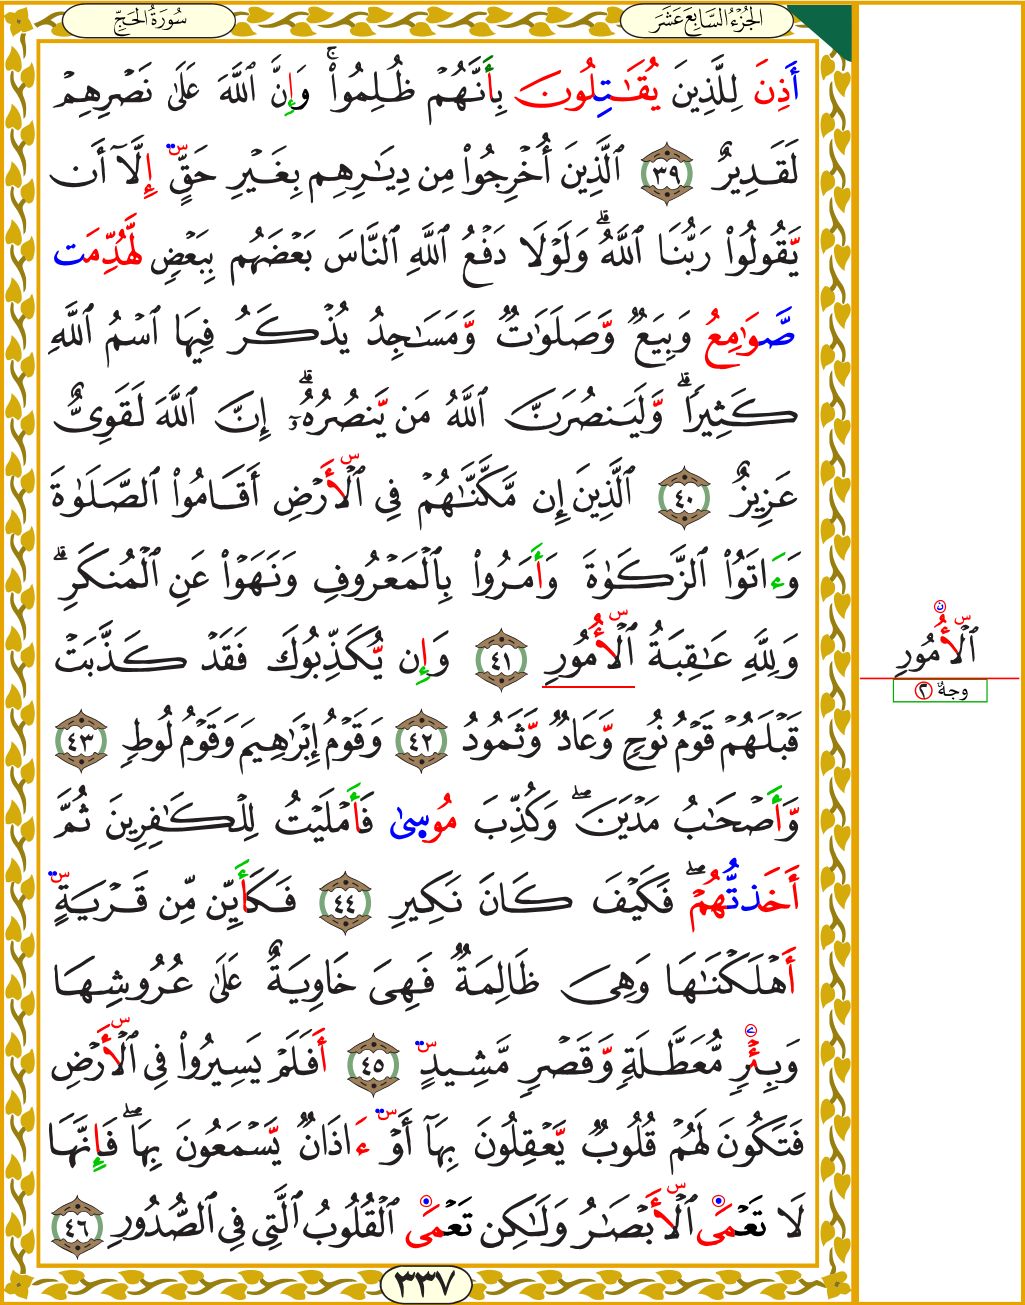 الجُزْءُ السَّابِعَ عَشَرَ
سُورَةُ الحَجِّ
أَذِنَ لِلَّذِينَ يُقَٰتِلُونَ بِأَنَّهُمْ ظُلِمُوا۟ۚ وَإِنَّ ٱللَّهَ عَلَىٰ نَصْرِهِمْ
لَقَدِيرٌ ٣٩ ٱلَّذِينَ أُخْرِجُوا۟ مِن دِيَٰرِهِم بِغَيْرِ حَقٍّ إِلَّآ أَن
يَّقُولُوا۟ رَبُّنَا ٱللَّهُۗ وَلَوْلَا دَفْعُ ٱللَّهِ ٱلنَّاسَ بَعْضَهُم بِبَعْضٍ لَّهُدِّمَت
صَّوَٰمِعُ وَبِيَعٌ وَّصَلَوَٰتٌ وَّمَسَٰجِدُ يُذْكَرُ فِيهَا ٱسْمُ ٱللَّهِ
كَثِيرًاۗ وَّلَيَنصُرَنَّ ٱللَّهُ مَن يَّنصُرُهُۥٓۗ إِنَّ ٱللَّهَ لَقَوِىٌّ
عَزِيزٌ ٤٠ ٱلَّذِينَ إِن مَّكَّنَّٰهُمْ فِي ٱلْأَرْضِ أَقَامُوا۟ ٱلصَّلَوٰةَ
وَءَاتَوُا۟ ٱلزَّكَوٰةَ وَأَمَرُوا۟ بِٱلْمَعْرُوفِ وَنَهَوْا۟ عَنِ ٱلْمُنكَرِۗ
وَلِلَّهِ عَٰقِبَةُ ٱلْأُمُورِ ٤١ وَإِن يُّكَذِّبُوكَ فَقَدْ كَذَّبَتْ
قَبْلَهُمْ قَوْمُ نُوحٍ وَّعَادٌ وَّثَمُودُ ٤٢ وَقَوْمُ إِبْرَٰهِيمَ وَقَوْمُ لُوطٍ ٤٣
وَّأَصْحَٰبُ مَدْيَنَۖ وَكُذِّبَ مُوسِىٰ فَأَمْلَيْتُ لِلْكَٰفِرِينَ ثُمَّ
أَخَذتُّهُمْۖ فَكَيْفَ كَانَ نَكِيرِ ٤٤ فَكَأَيِّن مِّن قَرْيَةٍ
أَهْلَكْنَٰهَا وَهِىَ ظَالِمَةٌ فَهِىَ خَاوِيَةٌ عَلَىٰ عُرُوشِهَا
وَبِئْرٍ مُّعَطَّلَةٍ وَّقَصْرٍ مَّشِيدٍ ٤٥ أَفَلَمْ يَسِيرُوا۟ فِي ٱلْأَرْضِ
فَتَكُونَ لَهُمْ قُلُوبٌ يَّعْقِلُونَ بِهَآ أَوْ ءَاذَانٌ يَّسْمَعُونَ بِهَاۖ فَإِنَّهَا
لَا تَعْمَى ٱلْأَبْصَٰرُ وَلَٰكِن تَعْمَى ٱلْقُلُوبُ ٱلَّتِي فِي ٱلصُّدُورِ ٤٦
ٱلْأُمُورِ
وجهٌ ٢
٣٣٧